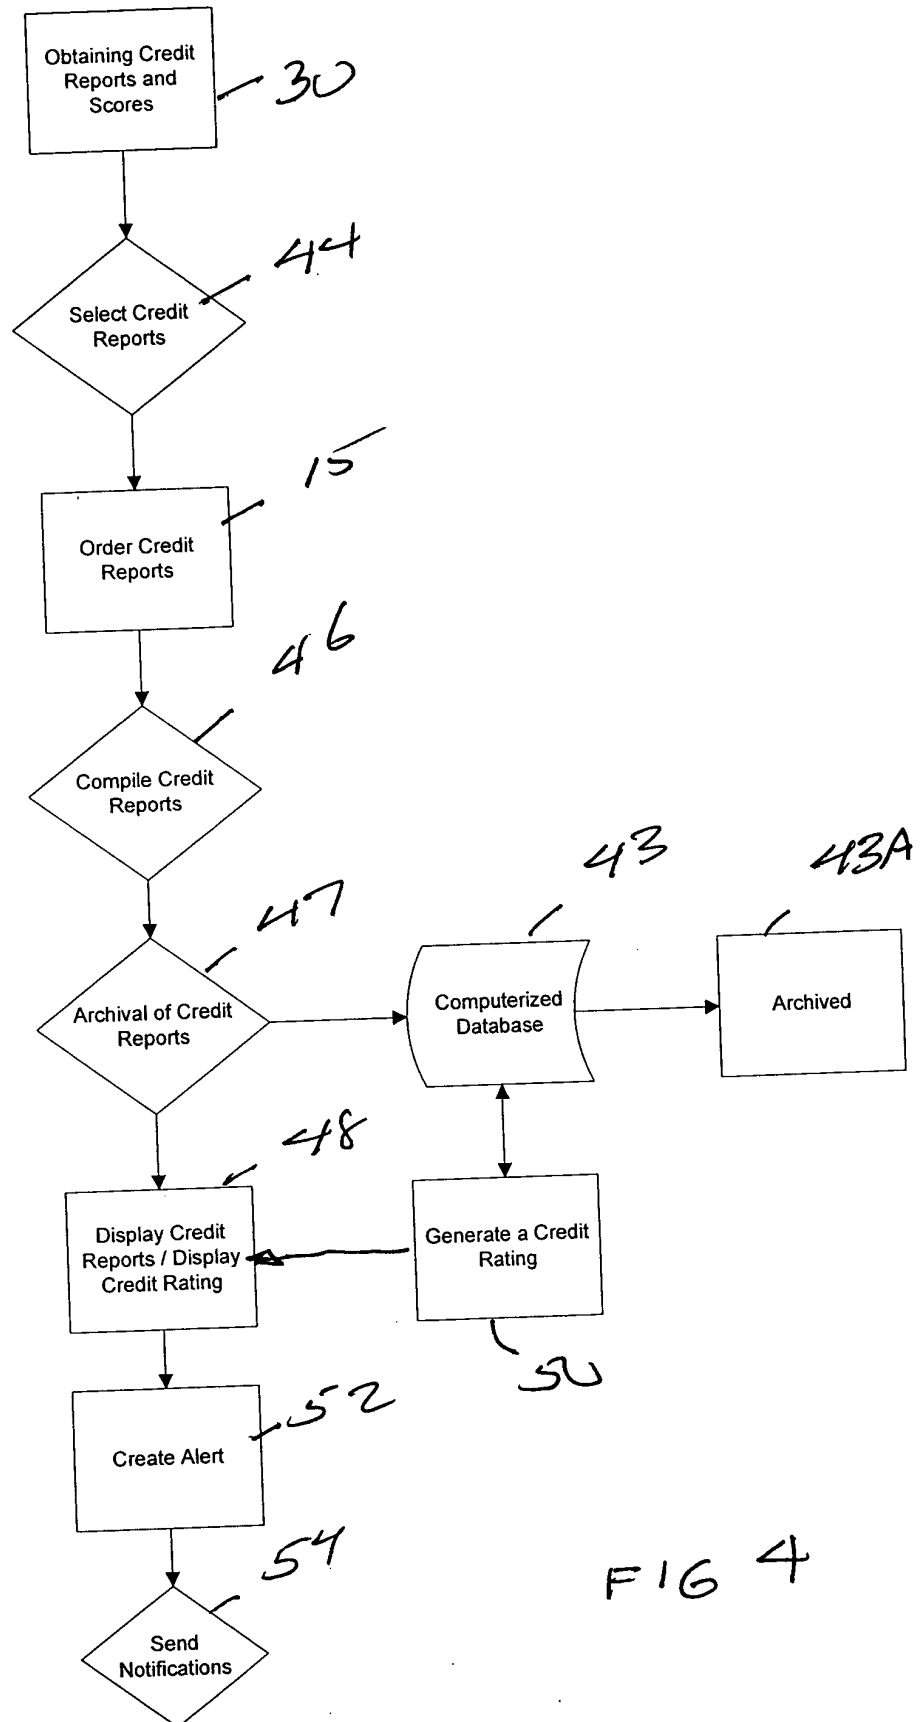 Obtaining Credit
Reports and
Scores
30
44
Select Credit
Reports
15
Order Credit
Reports
46
Compile Credit
Reports
43
43A
47
Archival of Credit
Reports
Computerized
Database
Archived
48
Display Credit
Reports / Display
Credit Rating
Generate a Credit
Rating
50
52
Create Alert
54
Send
Notifications
FIG 4